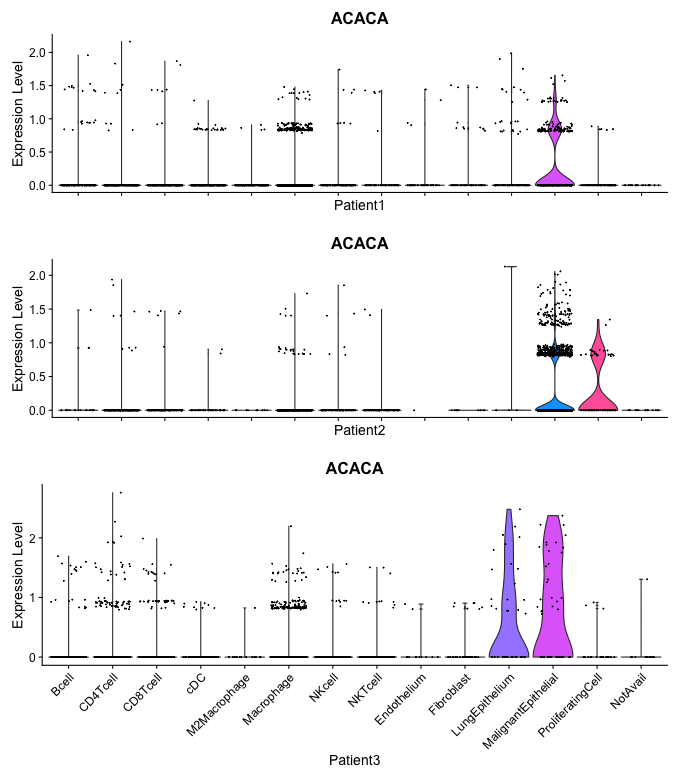 ACACA
Expression Level
2.0
1.5
1.0
0.5
0.0
Patient1
ACACA
Expression Level
2.0
1.5
1.0
0.5
0.0
Patient2
ACACA
Expression Level
2
1
0
Bcell
CD4Tcell
CD8Tcell
cDC
M2Macrophage
Macrophage
NKcell
NKTcell
Endothelium
Fibroblast
LungEpithelium
MalignantEpithelial
ProliferatingCell
NotAvail
Patient3